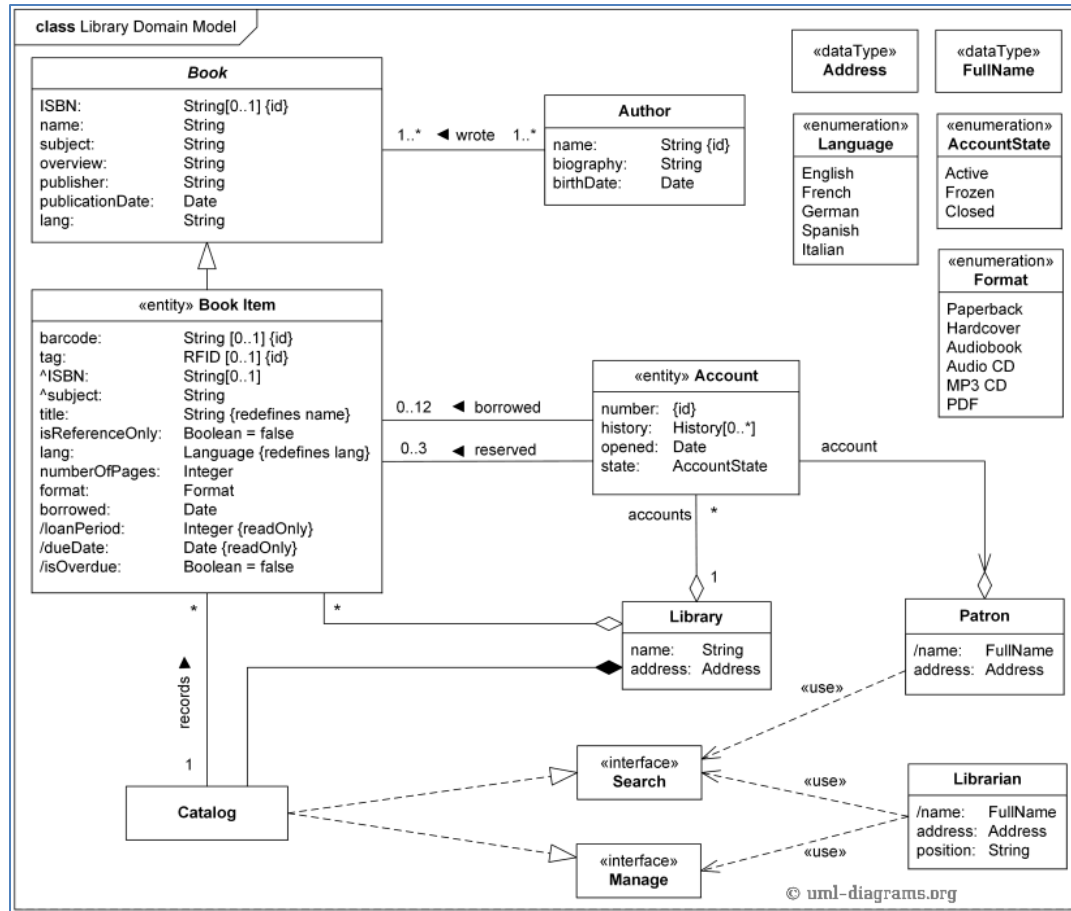 class Library Domain Model
Book
ISBN: String[0..1] {id}
name: String
subject: String
overview: String
publisher: String
publicationDate: Date
lang: String
1..* ◄ wrote 1..*
Author
name: String {id}
biography: String
birthDate: Date
«dataType»
Address
«dataType»
FullName
«enumeration»
Language
English
French
German
Spanish
Italian
«enumeration»
AccountState
Active
Frozen
Closed
«enumeration»
Format
Paperback
Hardcover
Audiobook
Audio CD
MP3 CD
PDF
«entity» Book Item
barcode: String [0..1] {id}
tag: RFID [0..1] {id}
^ISBN: String[0..1]
^subject: String
title: String {redefines name}
isReferenceOnly: Boolean = false
lang: Language {redefines lang}
numberOfPages: Integer
format: Format
borrowed: Date
/loanPeriod: Integer {readOnly}
/dueDate: Date {readOnly}
/isOverdue: Boolean = false
0..12 ◄ borrowed
0..3 ◄ reserved
«entity» Account
number: {id}
history: History[0..*]
opened: Date
state: AccountState
account
accounts *
1
* *
Library
name: String
address: Address
Patron
/name: FullName
address: Address
records ►
1
Catalog
«use»
«interface»
Search
«use»
Librarian
/name: FullName
address: Address
position: String
«use»
«interface»
Manage
© uml-diagrams.org